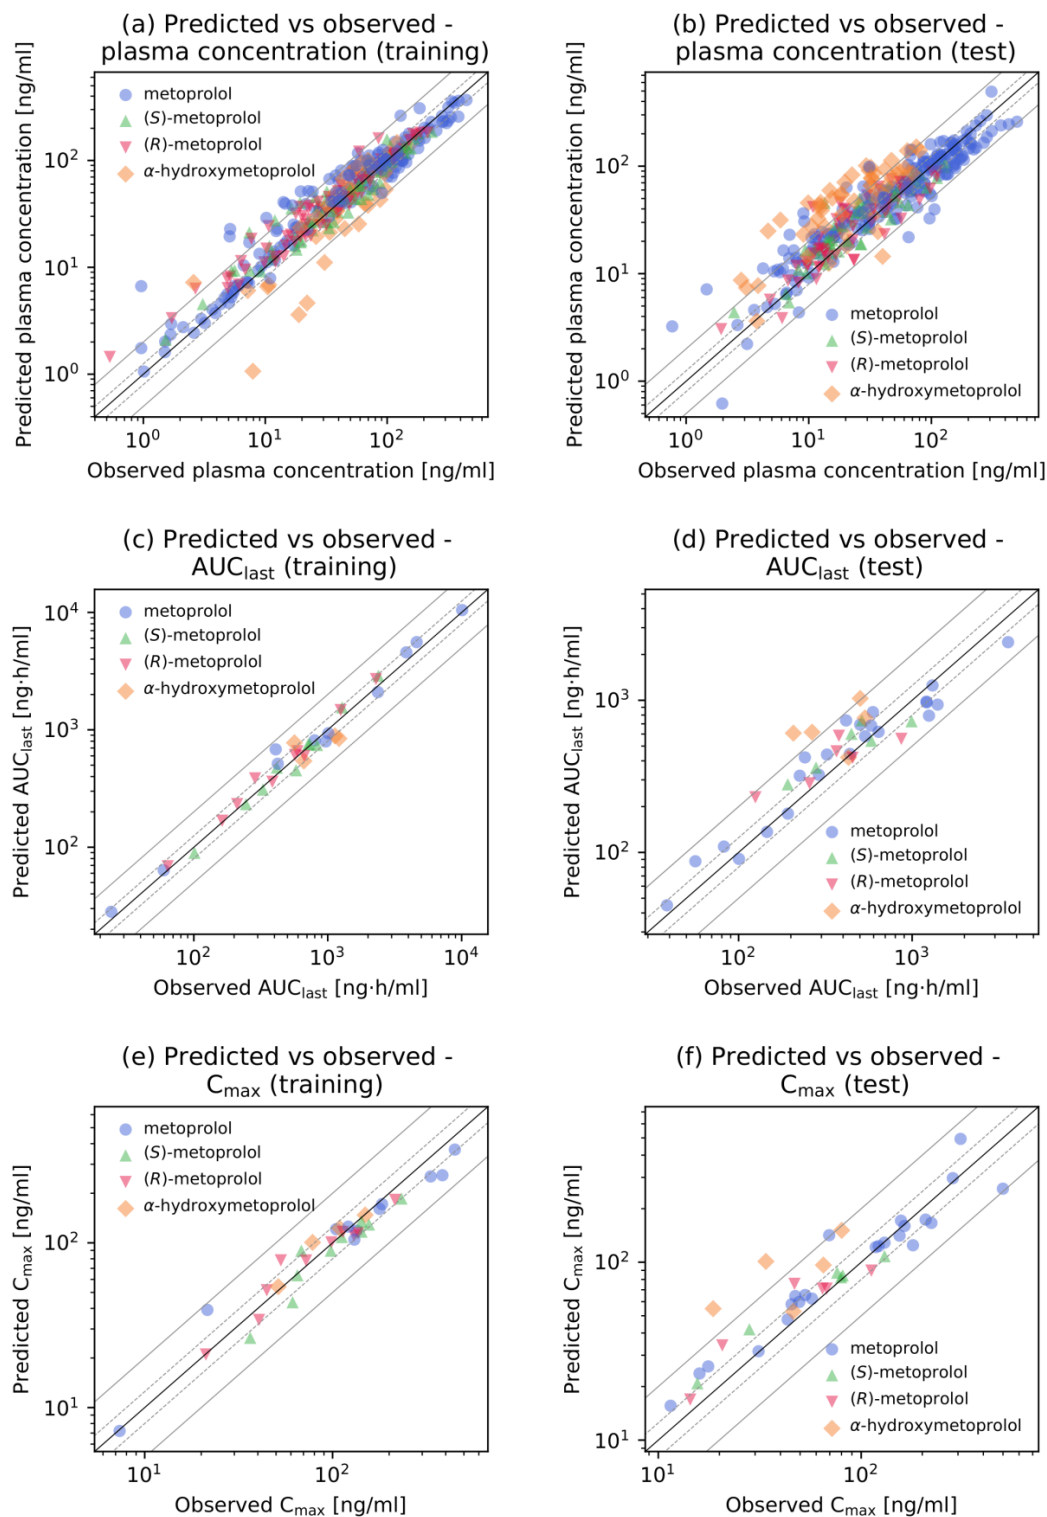 (a) Predicted vs observed -
plasma concentration (training)
Predicted plasma concentration [ng/ml]
metoprolol
(S)-metoprolol
(R)-metoprolol
α-hydroxymetoprolol
10²
10¹
10⁰
10⁰ 10¹ 10²
Observed plasma concentration [ng/ml]
(b) Predicted vs observed -
plasma concentration (test)
Predicted plasma concentration [ng/ml]
10²
10¹
10⁰
metoprolol
(S)-metoprolol
(R)-metoprolol
α-hydroxymetoprolol
10⁰ 10¹ 10²
Observed plasma concentration [ng/ml]
(c) Predicted vs observed -
AUClast (training)
Predicted AUClast [ng·h/ml]
metoprolol
(S)-metoprolol
(R)-metoprolol
α-hydroxymetoprolol
10⁴
10³
10²
10² 10³ 10⁴
Observed AUClast [ng·h/ml]
(d) Predicted vs observed -
AUClast (test)
Predicted AUClast [ng·h/ml]
10³
10²
metoprolol
(S)-metoprolol
(R)-metoprolol
α-hydroxymetoprolol
10² 10³
Observed AUClast [ng·h/ml]
(e) Predicted vs observed -
Cmax (training)
Predicted Cmax [ng/ml]
metoprolol
(S)-metoprolol
(R)-metoprolol
α-hydroxymetoprolol
10²
10¹
10¹ 10²
Observed Cmax [ng/ml]
(f) Predicted vs observed -
Cmax (test)
Predicted Cmax [ng/ml]
10²
10¹
metoprolol
(S)-metoprolol
(R)-metoprolol
α-hydroxymetoprolol
10¹ 10²
Observed Cmax [ng/ml]